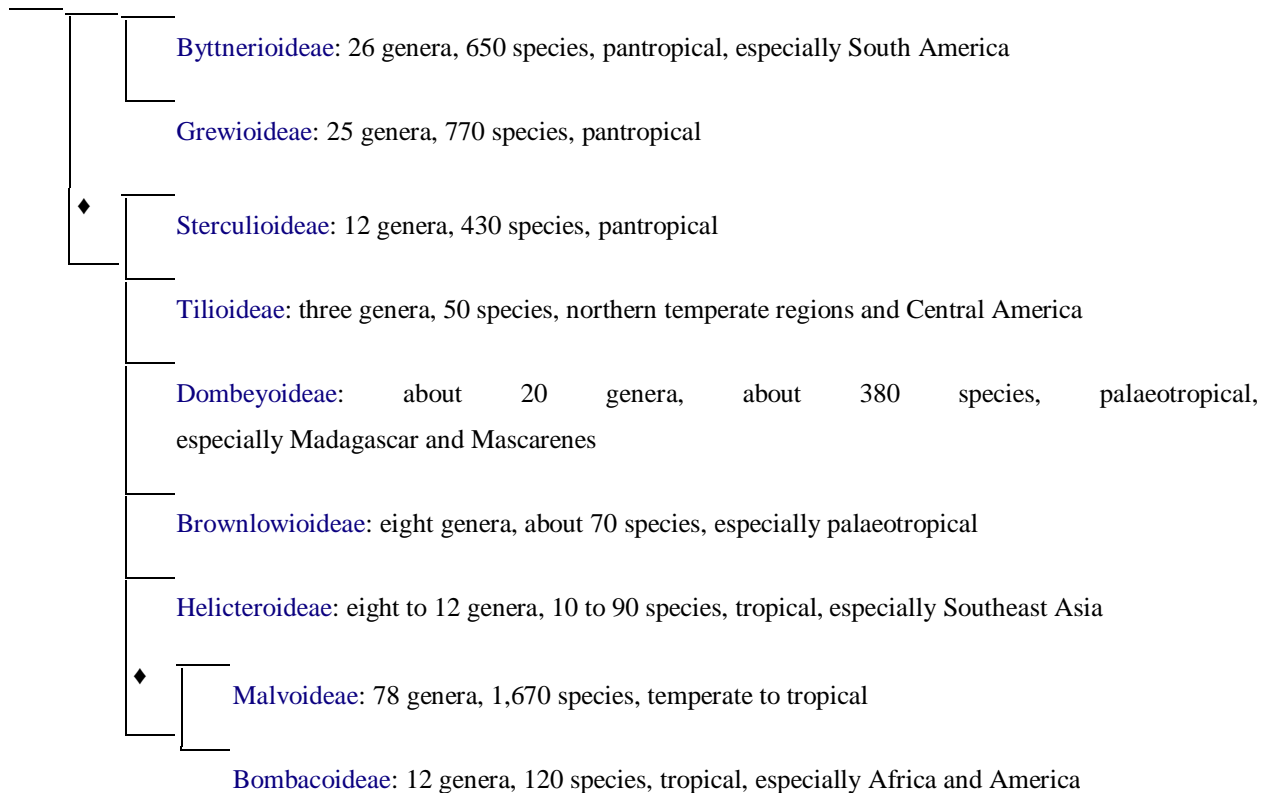 Byttnerioideae: 26 genera, 650 species, pantropical, especially South America
Grewioideae: 25 genera, 770 species, pantropical
Sterculioideae: 12 genera, 430 species, pantropical
Tilioideae: three genera, 50 species, northern temperate regions and Central America
Dombeyoideae: about 20 genera, about 380 species, palaeotropical,
especially Madagascar and Mascarenes
Brownlowioideae: eight genera, about 70 species, especially palaeotropical
Helicteroideae: eight to 12 genera, 10 to 90 species, tropical, especially Southeast Asia
Malvoideae: 78 genera, 1,670 species, temperate to tropical
Bombacoideae: 12 genera, 120 species, tropical, especially Africa and America